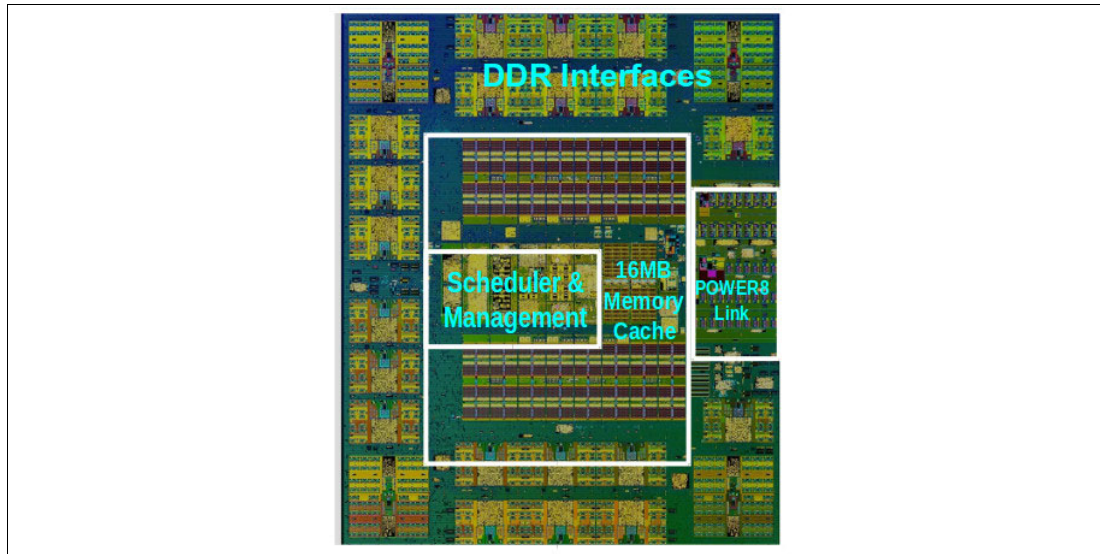 DDR Interfaces
Scheduler &
Management
16MB
Memory
Cache
POWER8
Link